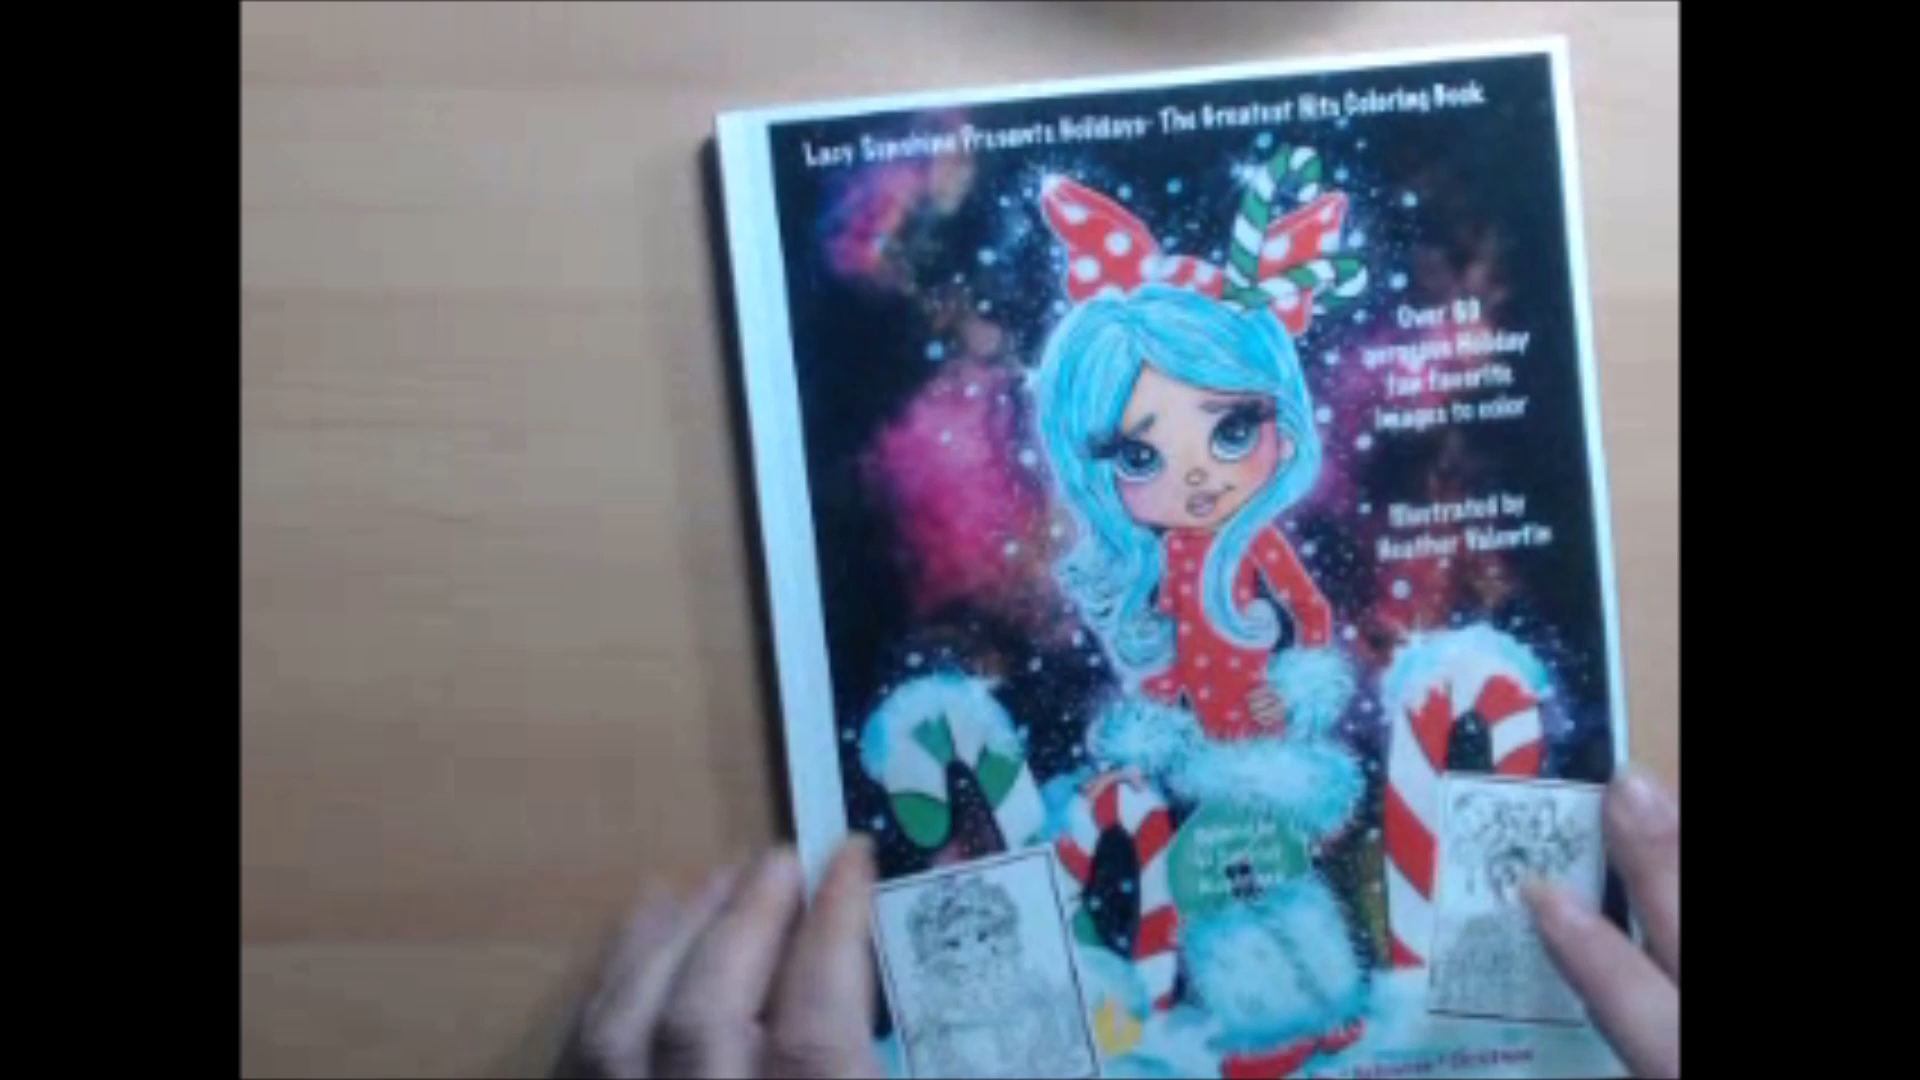 Lacy Sunshine Presents Holidays- The Greatest Hits Coloring Book
Over 60
gorgeous Holiday
fan favorite
images to color
Illustrated by
Heather Valentin